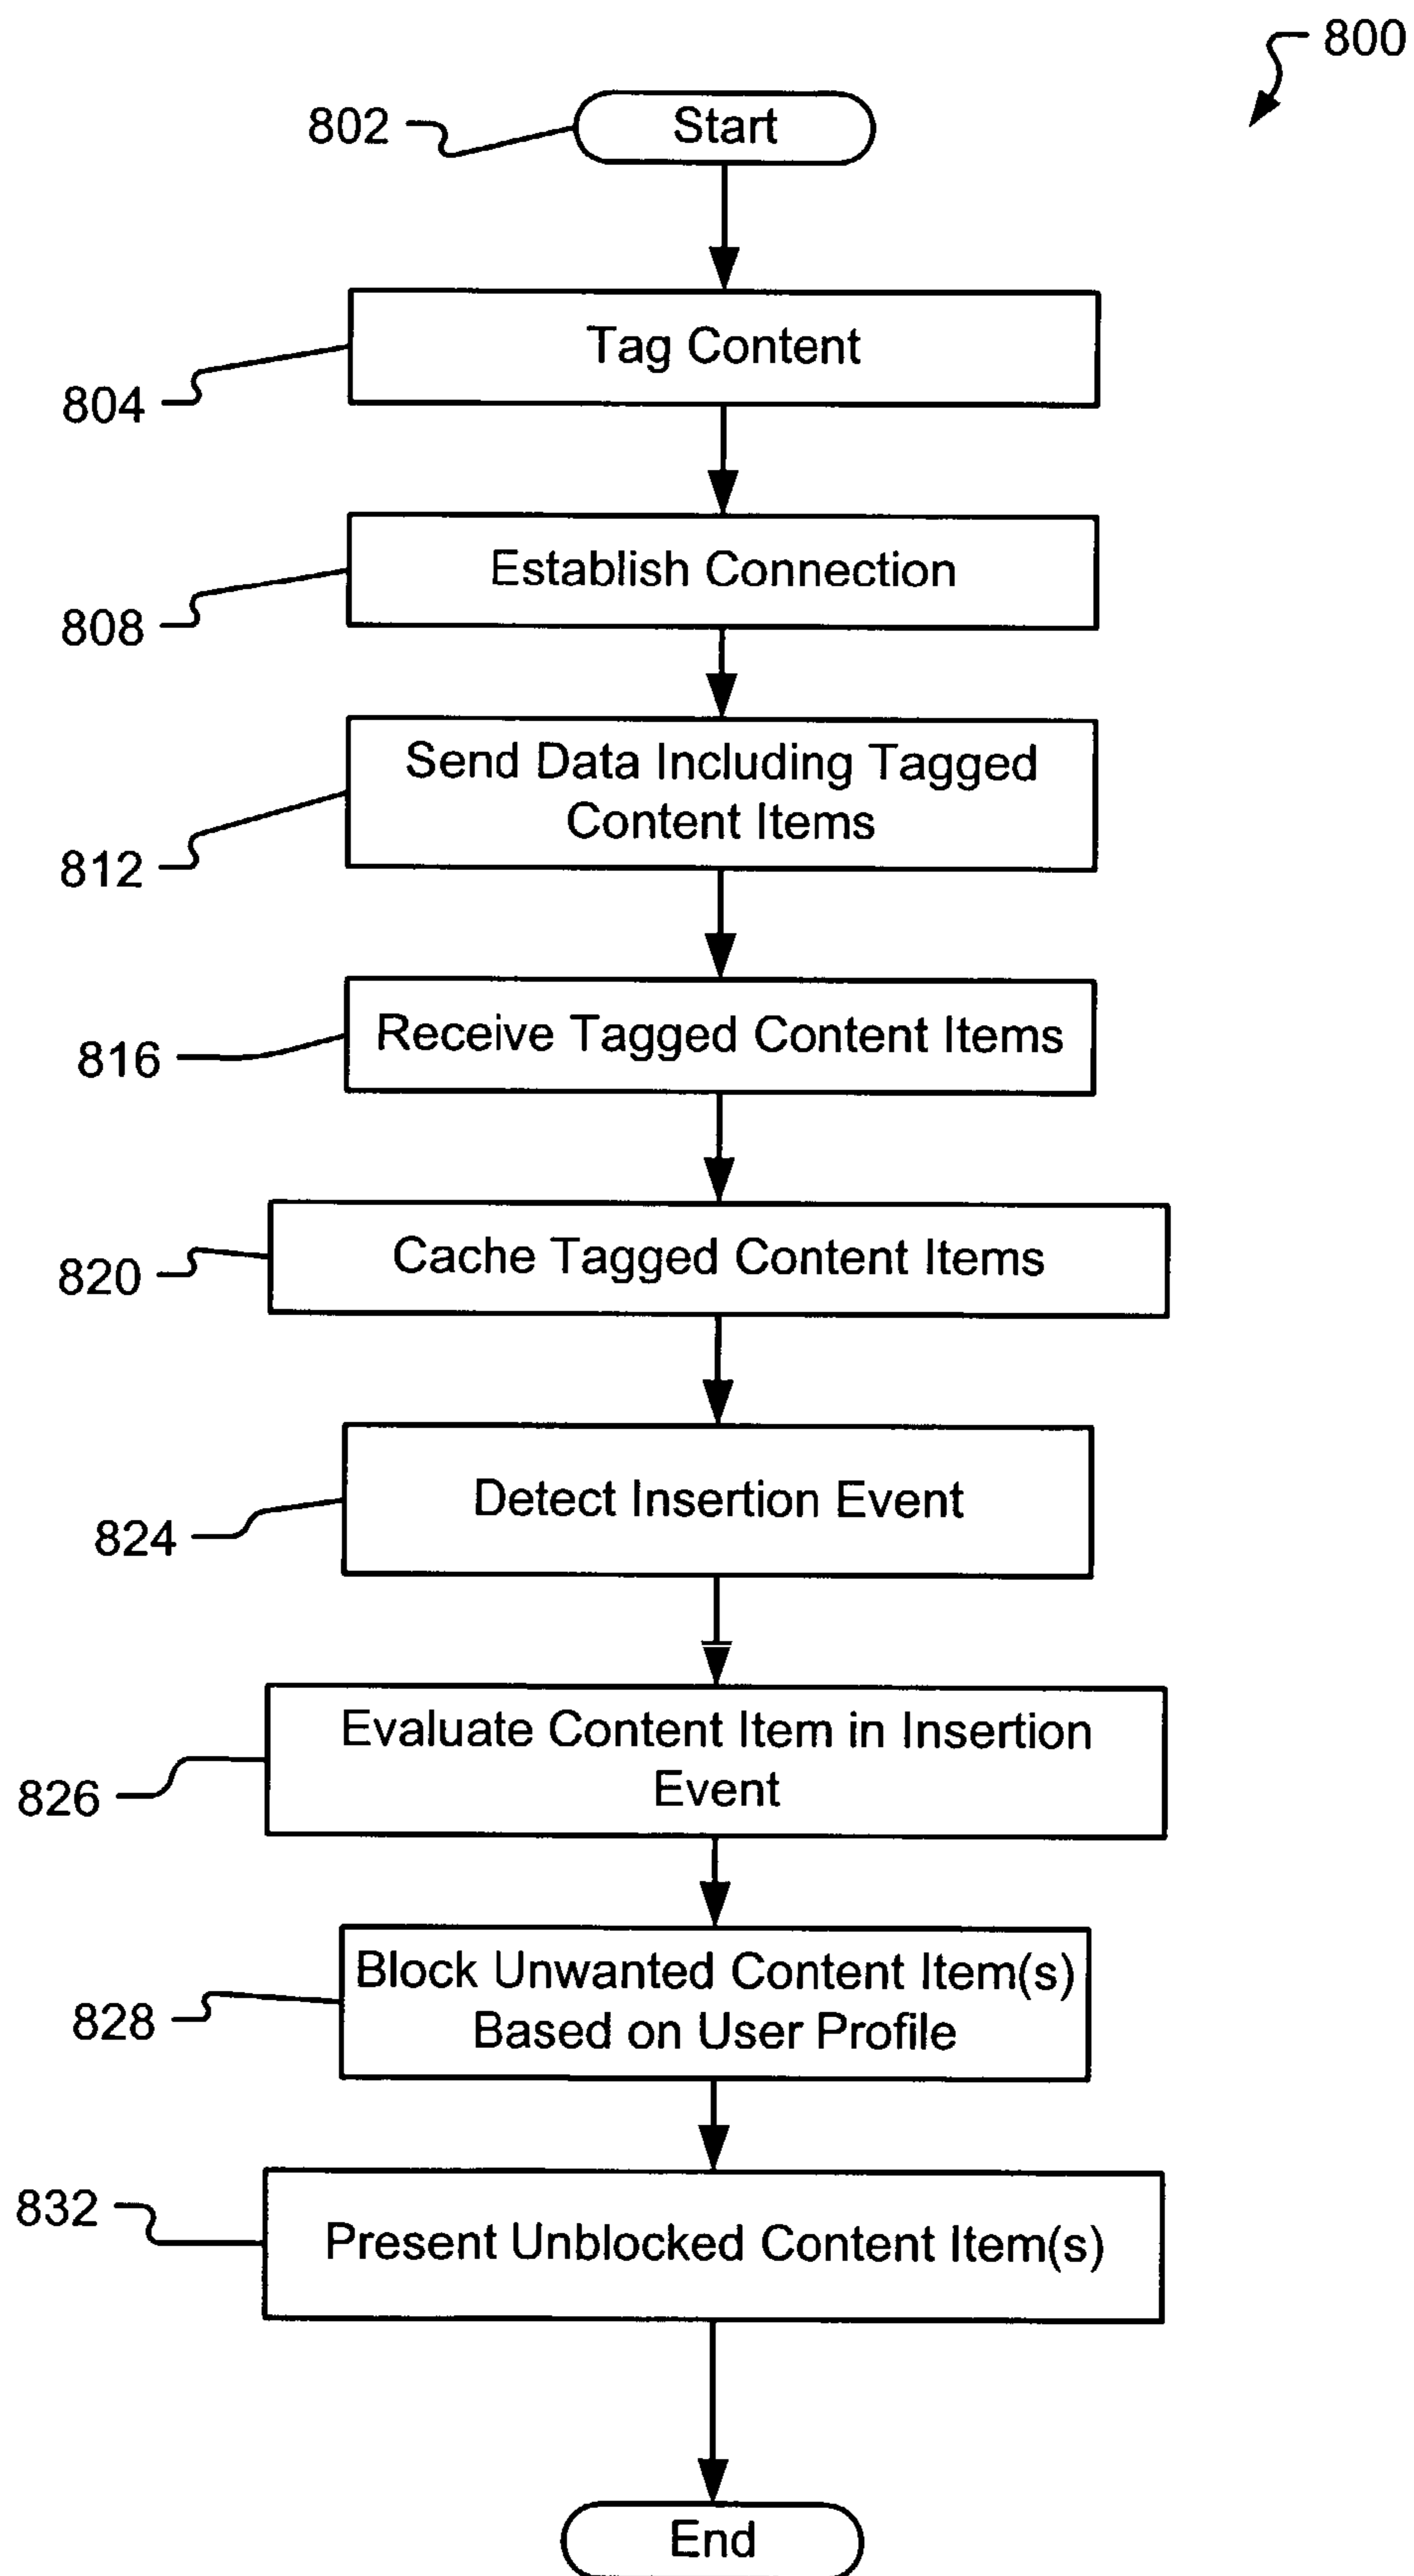 800
802
Start
Tag Content
804
Establish Connection
808
Send Data Including Tagged
Content Items
812
Receive Tagged Content Items
816
Cache Tagged Content Items
820
Detect Insertion Event
824
Evaluate Content Item in Insertion
Event
826
Block Unwanted Content Item(s)
Based on User Profile
828
832
Present Unblocked Content Item(s)
End